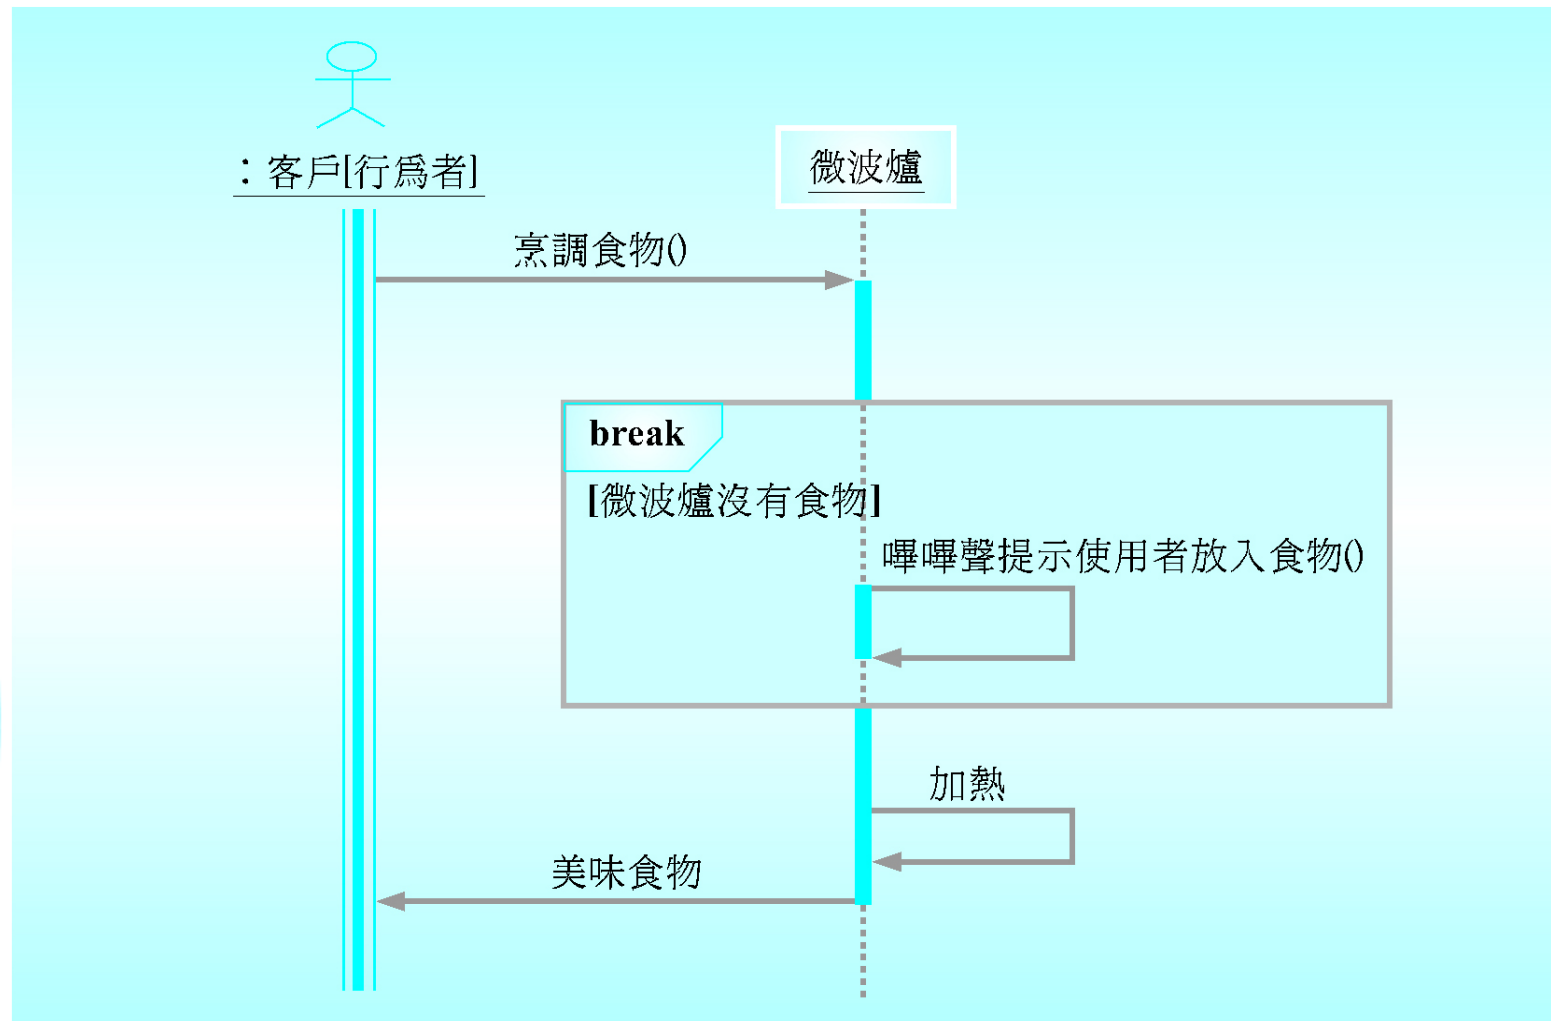 ：客戶[行爲者]
微波爐
烹調食物()
break
[微波爐沒有食物]
嗶嗶聲提示使用者放入食物()
加熱
美味食物